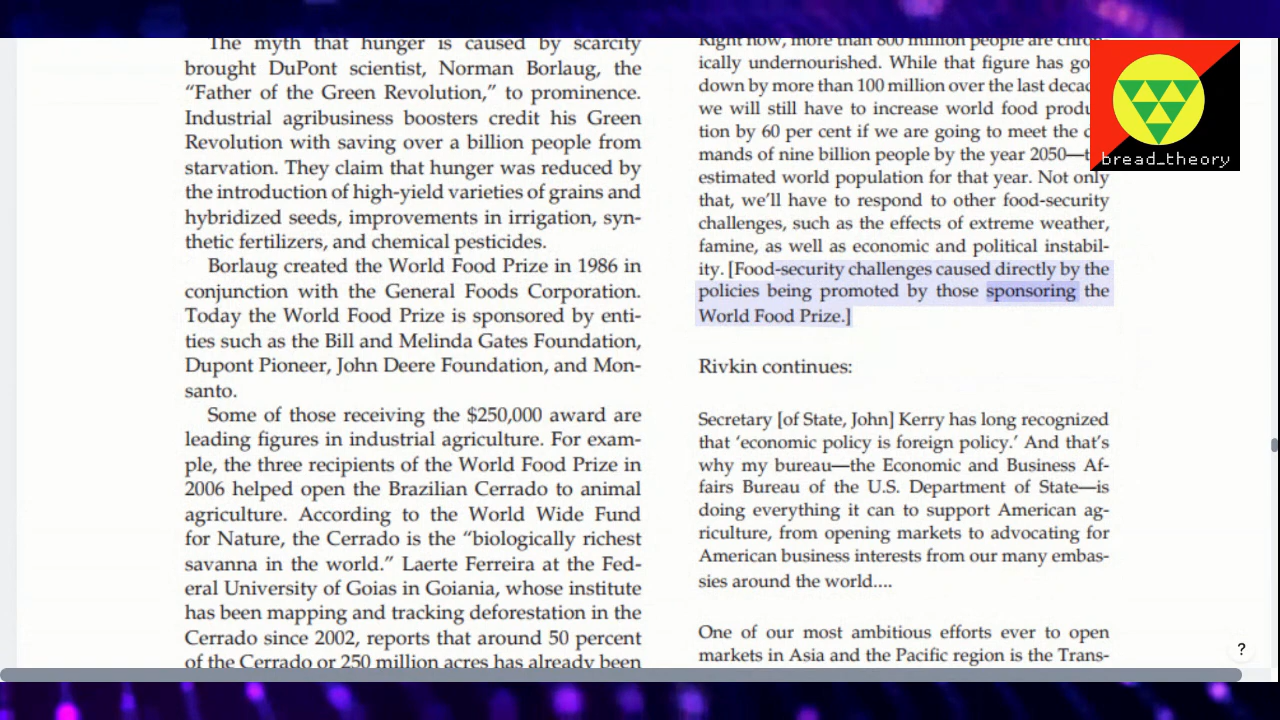 The myth that hunger is caused by scarcity
brought DuPont scientist, Norman Borlaug, the
“Father of the Green Revolution,” to prominence.
Industrial agribusiness boosters credit his Green
Revolution with saving over a billion people from
starvation. They claim that hunger was reduced by
the introduction of high-yield varieties of grains and
hybridized seeds, improvements in irrigation, syn-
thetic fertilizers, and chemical pesticides.
Borlaug created the World Food Prize in 1986 in
conjunction with the General Foods Corporation.
Today the World Food Prize is sponsored by enti-
ties such as the Bill and Melinda Gates Foundation,
Dupont Pioneer, John Deere Foundation, and Mon-
santo.
Some of those receiving the $250,000 award are
leading figures in industrial agriculture. For exam-
ple, the three recipients of the World Food Prize in
2006 helped open the Brazilian Cerrado to animal
agriculture. According to the World Wide Fund
for Nature, the Cerrado is the “biologically richest
savanna in the world.” Laerte Ferreira at the Fed-
eral University of Goias in Goiania, whose institute
has been mapping and tracking deforestation in the
Cerrado since 2002, reports that around 50 percent
of the Cerrado or 250 million acres has already been
Right now, more than 800 million people are chron-
ically undernourished. While that figure has go
down by more than 100 million over the last decad
we will still have to increase world food produ
tion by 60 per cent if we are going to meet the d
mands of nine billion people by the year 2050—t
estimated world population for that year. Not only
that, we’ll have to respond to other food-security
challenges, such as the effects of extreme weather,
famine, as well as economic and political instabil-
ity. [Food-security challenges caused directly by the
policies being promoted by those sponsoring the
World Food Prize.]
Rivkin continues:
Secretary [of State, John] Kerry has long recognized
that ‘economic policy is foreign policy.’ And that’s
why my bureau—the Economic and Business Af-
fairs Bureau of the U.S. Department of State—is
doing everything it can to support American ag-
riculture, from opening markets to advocating for
American business interests from our many embas-
sies around the world....
One of our most ambitious efforts ever to open
markets in Asia and the Pacific region is the Trans-
bread_theory
?